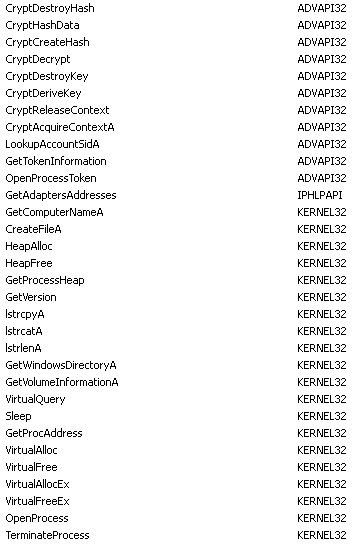 CryptDestroyHash ADVAPI32
CryptHashData ADVAPI32
CryptCreateHash ADVAPI32
CryptDecrypt ADVAPI32
CryptDestroyKey ADVAPI32
CryptDeriveKey ADVAPI32
CryptReleaseContext ADVAPI32
CryptAcquireContextA ADVAPI32
LookupAccountSidA ADVAPI32
GetTokenInformation ADVAPI32
OpenProcessToken ADVAPI32
GetAdaptersAddresses IPHLPAPI
GetComputerNameA KERNEL32
CreateFileA KERNEL32
HeapAlloc KERNEL32
HeapFree KERNEL32
GetProcessHeap KERNEL32
GetVersion KERNEL32
lstrcpyA KERNEL32
lstrcatA KERNEL32
lstrlenA KERNEL32
GetWindowsDirectoryA KERNEL32
GetVolumeInformationA KERNEL32
VirtualQuery KERNEL32
Sleep KERNEL32
GetProcAddress KERNEL32
VirtualAlloc KERNEL32
VirtualFree KERNEL32
VirtualAllocEx KERNEL32
VirtualFreeEx KERNEL32
OpenProcess KERNEL32
TerminateProcess KERNEL32